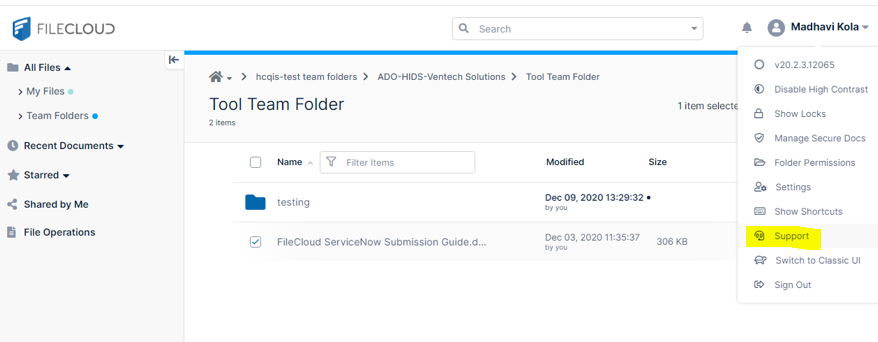 FILECLOUD
Search
Madhavi Kola
All Files
My Files
Team Folders
Recent Documents
Starred
Shared by Me
File Operations
hcqis-test team folders > ADO-HIDS-Ventech Solutions > Tool Team Folder
Tool Team Folder
2 items
1 item selecte
Name
Filter Items
Modified
Size
testing
Dec 09, 2020 13:29:32
by you
FileCloud ServiceNow Submission Guide.d...
Dec 03, 2020 11:35:37
by you
306 KB
v20.2.3.12065
Disable High Contrast
Show Locks
Manage Secure Docs
Folder Permissions
Settings
Show Shortcuts
Support
Switch to Classic UI
Sign Out